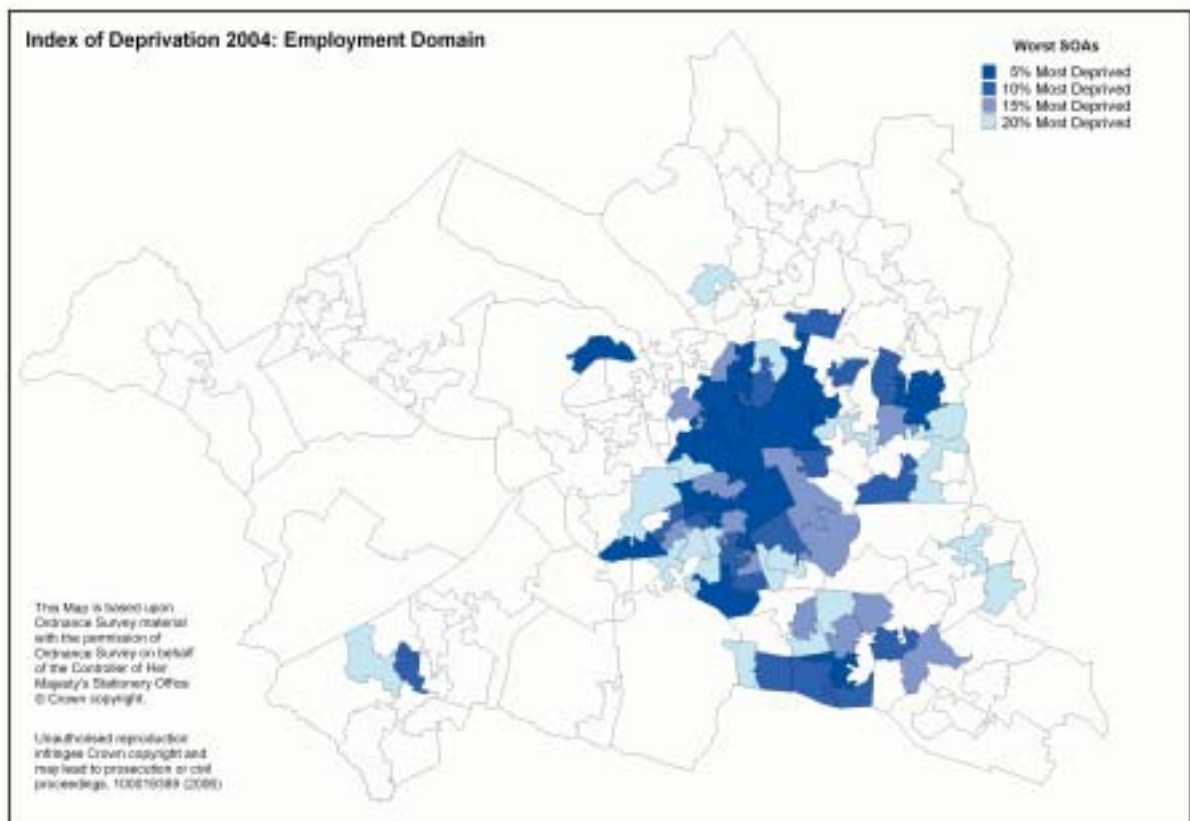 Index of Deprivation 2004: Employment Domain
Worst SOAs
5% Most Deprived
10% Most Deprived
15% Most Deprived
20% Most Deprived
This Map is based upon
Ordnance Survey material
with the permission of
Ordnance Survey on behalf
of the Controller of Her
Majesty's Stationery Office
© Crown copyright.
Unauthorised reproduction
infringes Crown copyright and
may lead to prosecution or civil
proceedings. (2006)